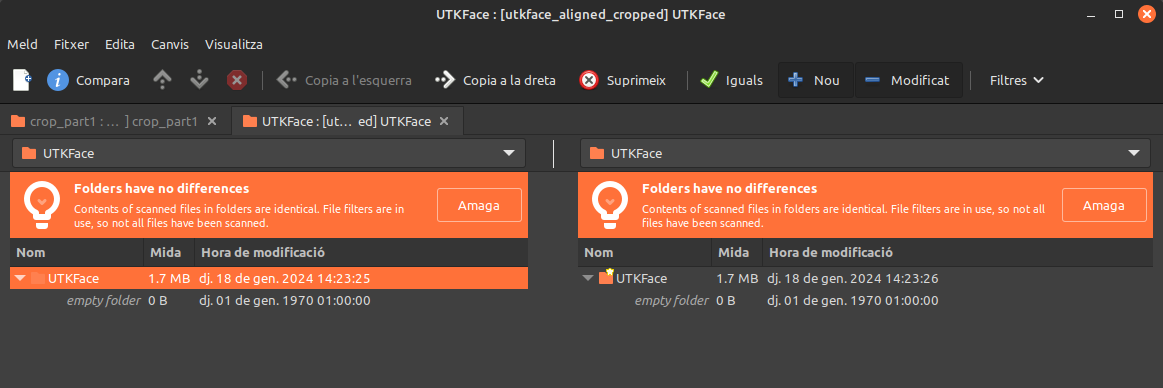 UTKFace : [utkface_aligned_cropped] UTKFace
Meld Fitxer Edita Canvis Visualitza
Compara Copia a l'esquerra Copia a la dreta Suprimeix Iguals Nou Modificat Filtres
crop_part1 : … ] crop_part1 UTKFace : [ut… ed] UTKFace
UTKFace UTKFace
Folders have no differences
Contents of scanned files in folders are identical. File filters are in
use, so not all files have been scanned.
Amaga
Folders have no differences
Contents of scanned files in folders are identical. File filters are in use, so not all
files have been scanned.
Amaga
Nom Mida Hora de modificació
UTKFace 1.7 MB dj. 18 de gen. 2024 14:23:25
empty folder 0 B dj. 01 de gen. 1970 01:00:00
Nom Mida Hora de modificació
UTKFace 1.7 MB dj. 18 de gen. 2024 14:23:26
empty folder 0 B dj. 01 de gen. 1970 01:00:00